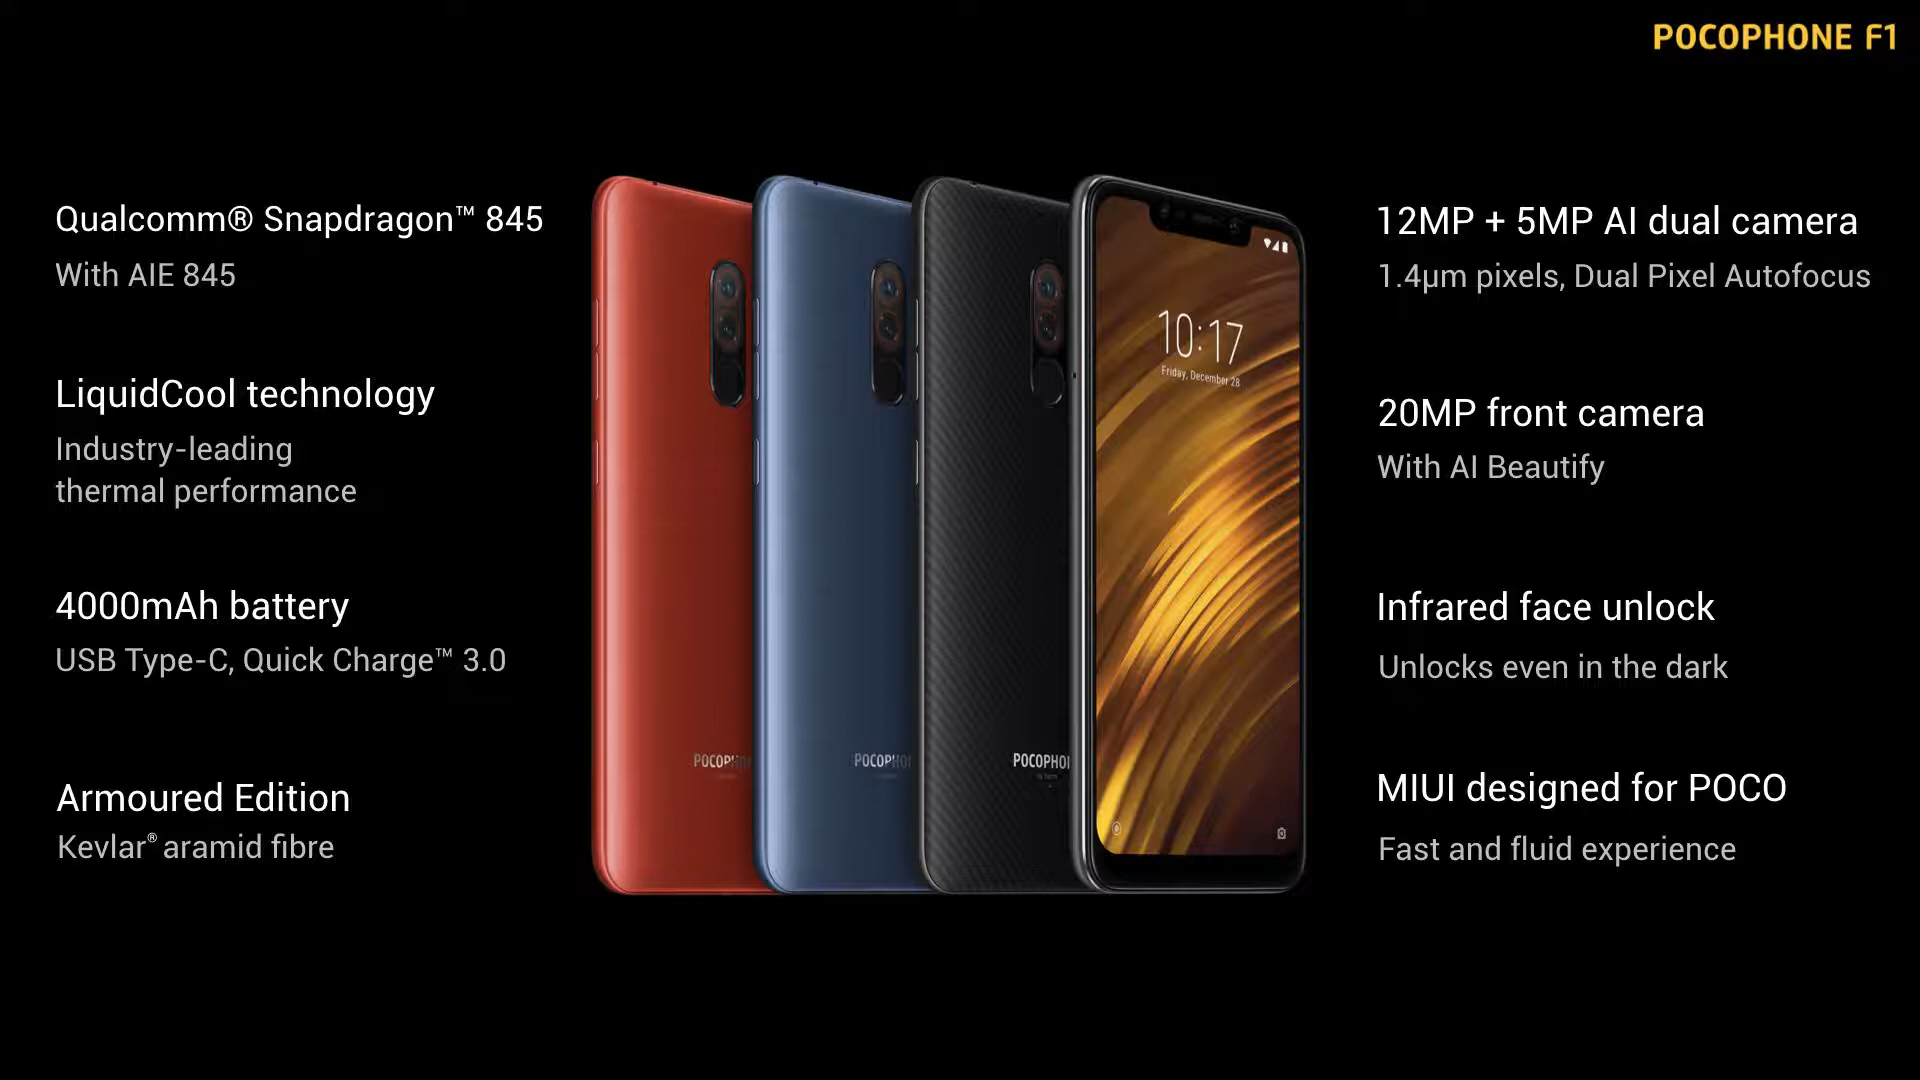 POCOPHONE F1
Qualcomm® Snapdragon™ 845
With AIE 845
LiquidCool technology
Industry-leading
thermal performance
4000mAh battery
USB Type-C, Quick Charge™ 3.0
Armoured Edition
Kevlar® aramid fibre
POCOPHON
POCOPHON
POCOPHON
10:17
Friday, December 28
12MP + 5MP AI dual camera
1.4µm pixels, Dual Pixel Autofocus
20MP front camera
With AI Beautify
Infrared face unlock
Unlocks even in the dark
MIUI designed for POCO
Fast and fluid experience